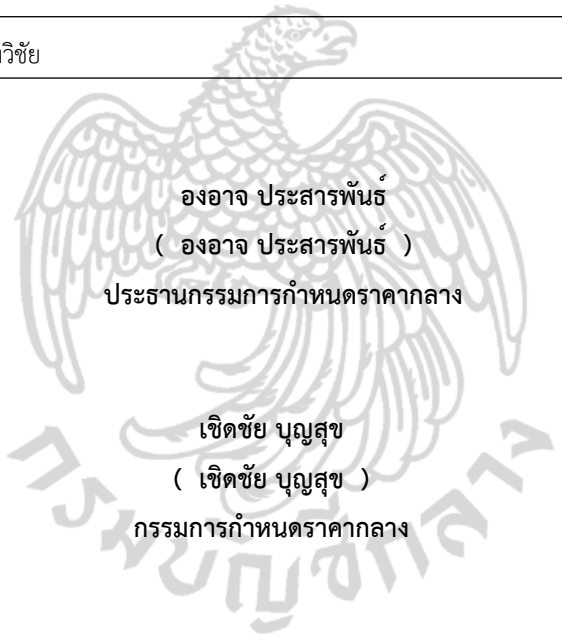 วิชัย
องอาจ ประสารพันธ์
( องอาจ ประสารพันธ์ )
ประธานกรรมการกำหนดราคากลาง
เชิดชัย บุญสุข
( เชิดชัย บุญสุข )
กรรมการกำหนดราคากลาง
กรมบัญชีกลาง